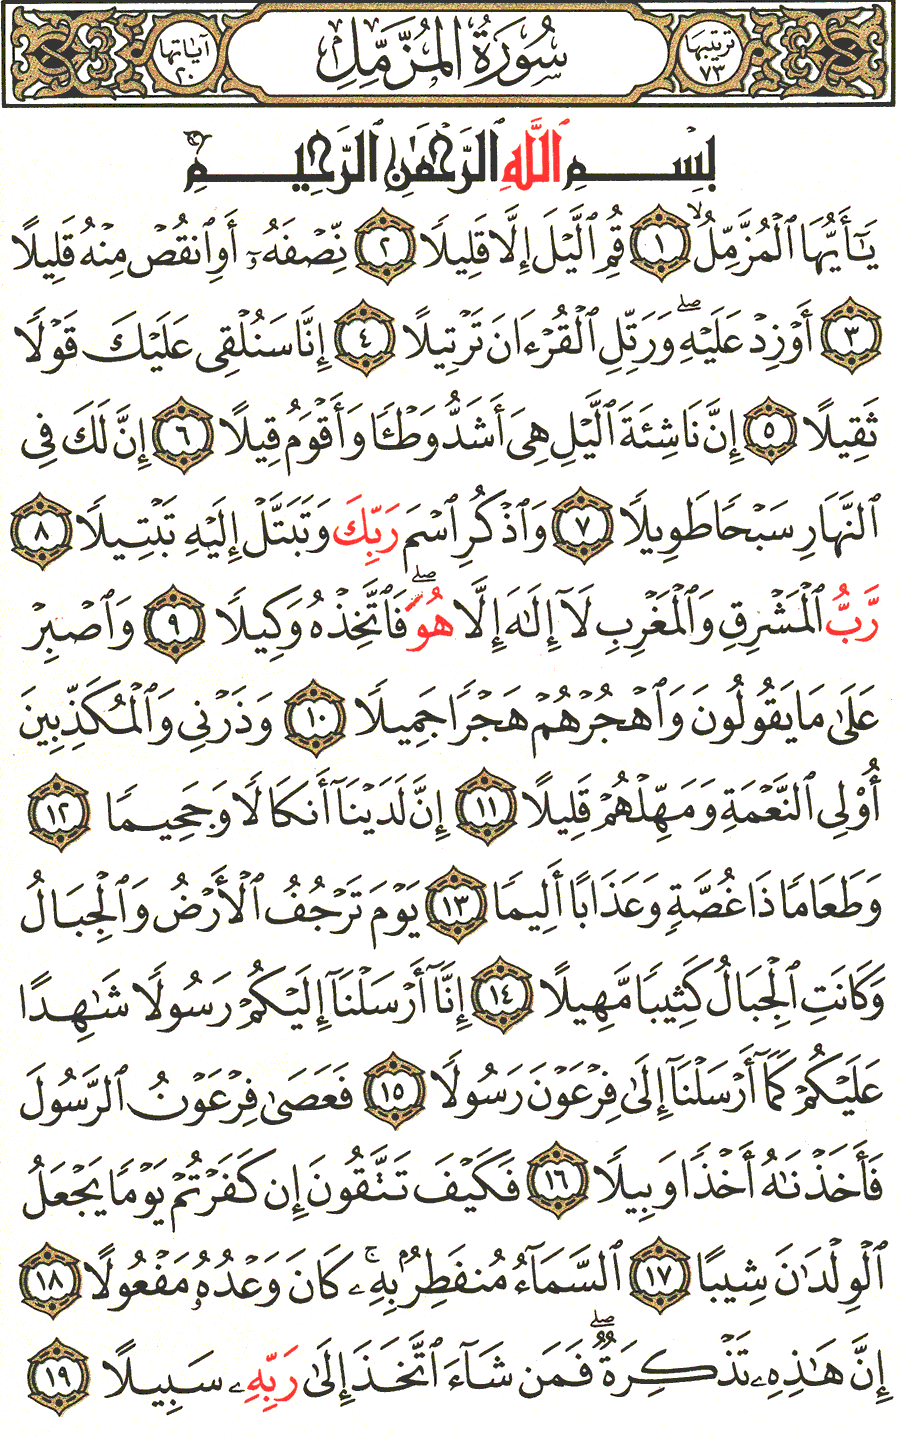 ترتيبها ٧٣ سُورَةُ الْمُزَّمِّلِ آياتها ٢٠
بِسْمِ ٱللَّهِ ٱلرَّحْمَٰنِ ٱلرَّحِيمِ
يَٰٓأَيُّهَا ٱلْمُزَّمِّلُ ۙ ١ قُمِ ٱلَّيْلَ إِلَّا قَلِيلًا ٢ نِّصْفَهُۥٓ أَوِ ٱنقُصْ مِنْهُ قَلِيلًا
٣ أَوْ زِدْ عَلَيْهِ ۖ وَرَتِّلِ ٱلْقُرْءَانَ تَرْتِيلًا ٤ إِنَّا سَنُلْقِى عَلَيْكَ قَوْلًا
ثَقِيلًا ٥ إِنَّ نَاشِئَةَ ٱلَّيْلِ هِىَ أَشَدُّ وَطْـًٔا وَأَقْوَمُ قِيلًا ٦ إِنَّ لَكَ فِى
ٱلنَّهَارِ سَبْحًا طَوِيلًا ٧ وَٱذْكُرِ ٱسْمَ رَبِّكَ وَتَبَتَّلْ إِلَيْهِ تَبْتِيلًا ٨
رَّبُّ ٱلْمَشْرِقِ وَٱلْمَغْرِبِ لَآ إِلَٰهَ إِلَّا هُوَ ۖ فَٱتَّخِذْهُ وَكِيلًا ٩ وَٱصْبِرْ
عَلَىٰ مَا يَقُولُونَ وَٱهْجُرْهُمْ هَجْرًا جَمِيلًا ١٠ وَذَرْنِى وَٱلْمُكَذِّبِينَ
أُو۟لِى ٱلنَّعْمَةِ وَمَهِّلْهُمْ قَلِيلًا ١١ إِنَّ لَدَيْنَآ أَنكَالًا وَجَحِيمًا ١٢
وَطَعَامًا ذَا غُصَّةٍ وَعَذَابًا أَلِيمًا ١٣ يَوْمَ تَرْجُفُ ٱلْأَرْضُ وَٱلْجِبَالُ
وَكَانَتِ ٱلْجِبَالُ كَثِيبًا مَّهِيلًا ١٤ إِنَّآ أَرْسَلْنَآ إِلَيْكُمْ رَسُولًا شَٰهِدًا
عَلَيْكُمْ كَمَآ أَرْسَلْنَآ إِلَىٰ فِرْعَوْنَ رَسُولًا ١٥ فَعَصَىٰ فِرْعَوْنُ ٱلرَّسُولَ
فَأَخَذْنَٰهُ أَخْذًا وَبِيلًا ١٦ فَكَيْفَ تَتَّقُونَ إِن كَفَرْتُمْ يَوْمًا يَجْعَلُ
ٱلْوِلْدَٰنَ شِيبًا ١٧ ٱلسَّمَآءُ مُنفَطِرٌۢ بِهِۦ ۚ كَانَ وَعْدُهُۥ مَفْعُولًا ١٨
إِنَّ هَٰذِهِۦ تَذْكِرَةٌ ۖ فَمَن شَآءَ ٱتَّخَذَ إِلَىٰ رَبِّهِۦ سَبِيلًا ١٩